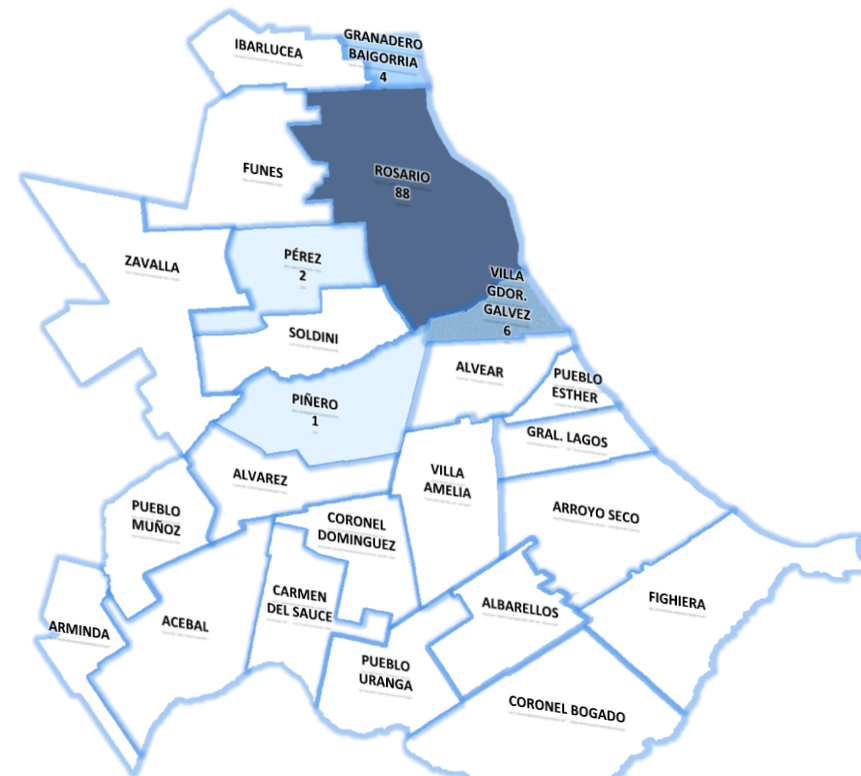 GRANADERO
BAIGORRIA
4
IBARLUCEA
FUNES
ROSARIO
88
ZAVALLA
PÉREZ
2
VILLA
GDOR.
GALVEZ
6
SOLDINI
ALVEAR
PUEBLO
ESTHER
PIÑERO
1
GRAL. LAGOS
ALVAREZ
VILLA
AMELIA
PUEBLO
MUÑOZ
CORONEL
DOMINGUEZ
ARROYO SECO
CARMEN
DEL SAUCE
ALBARELLOS
FIGHIERA
ARMINDA
ACEBAL
PUEBLO
URANGA
CORONEL BOGADO